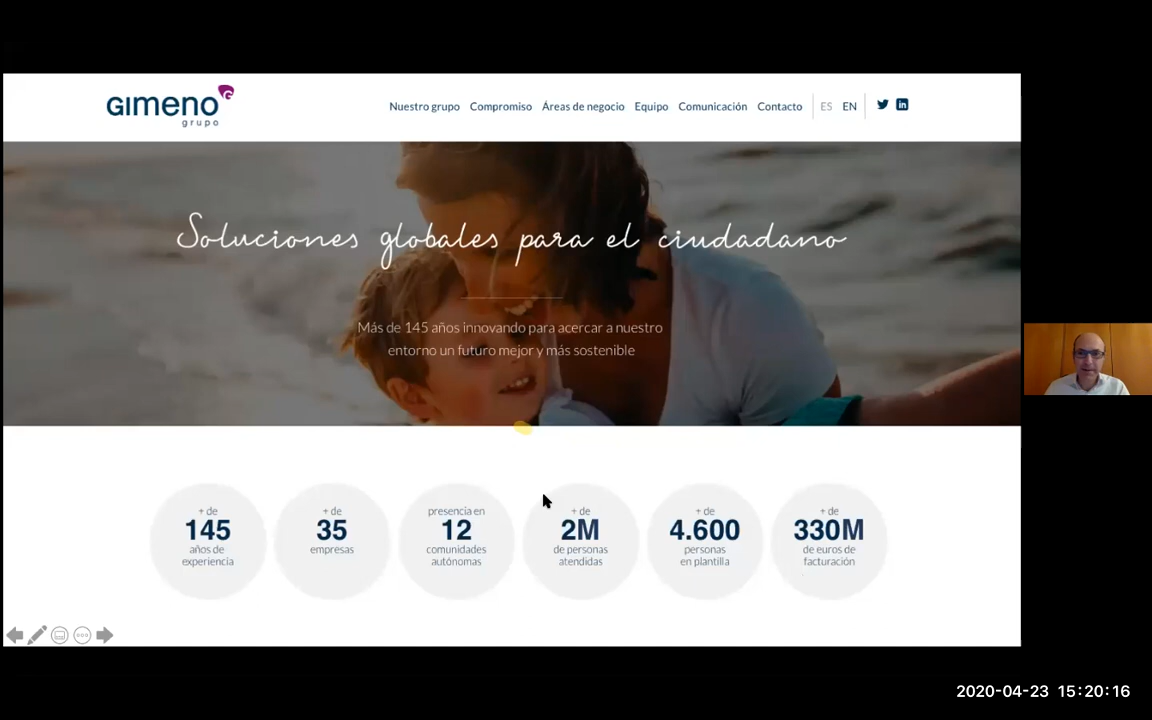 GIMENO
grupo
Nuestro grupo Compromiso Áreas de negocio Equipo Comunicación Contacto ES EN
Soluciones globales para el ciudadano
Más de 145 años innovando para acercar a nuestro
entorno un futuro mejor y más sostenible
+ de
145
años de
experiencia
+ de
35
empresas
presencia en
12
comunidades
autónomas
+ de
2M
de personas
atendidas
+ de
4.600
personas
en plantilla
+ de
330M
de euros de
facturación
2020-04-23 15:20:16